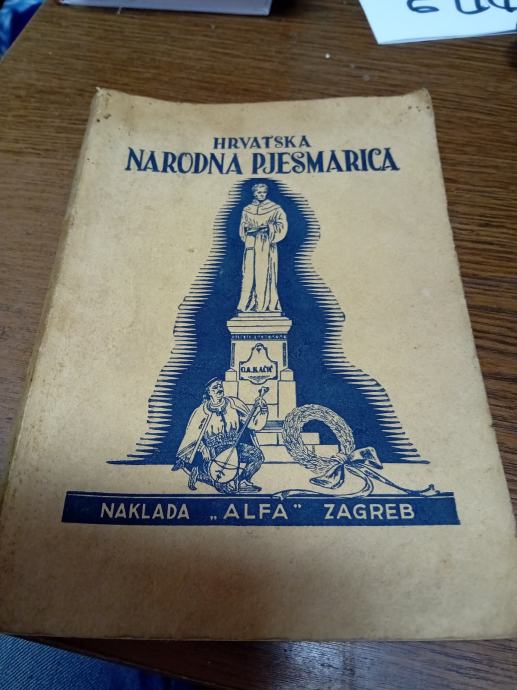 HRVATSKA
NARODNA PJESMARICA
O.A.KAČIĆ
NAKLADA „ALFA" ZAGREB